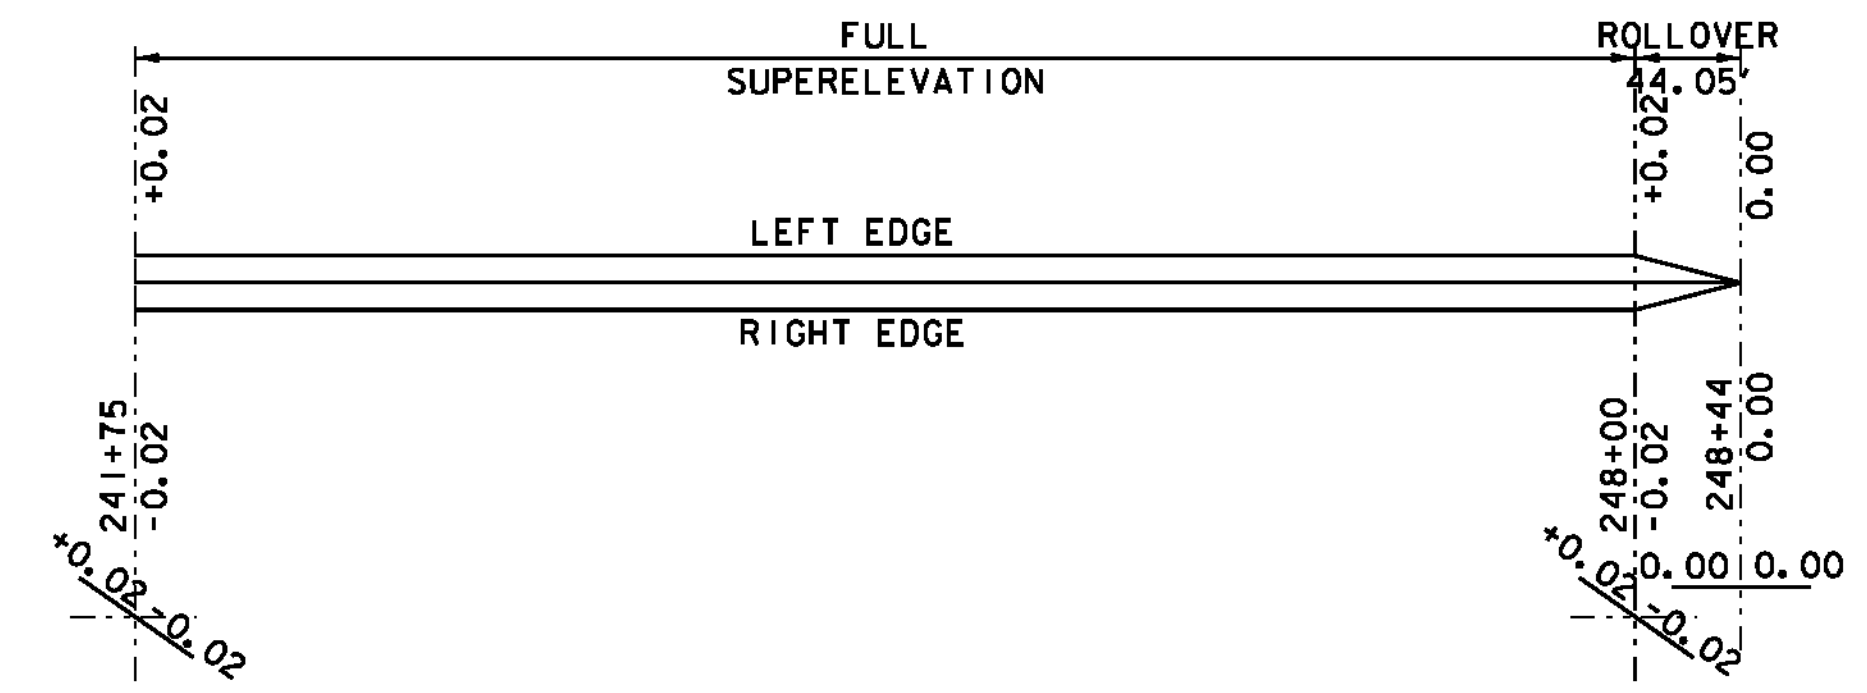 FULL
SUPERELEVATION
ROLLOVER
44.05'
+0.02
+0.02
0.00
LEFT EDGE
RIGHT EDGE
241+75
-0.02
248+00
-0.02
248+44
0.00
+0.02 -0.02
+0.02 -0.02
0.00 0.00